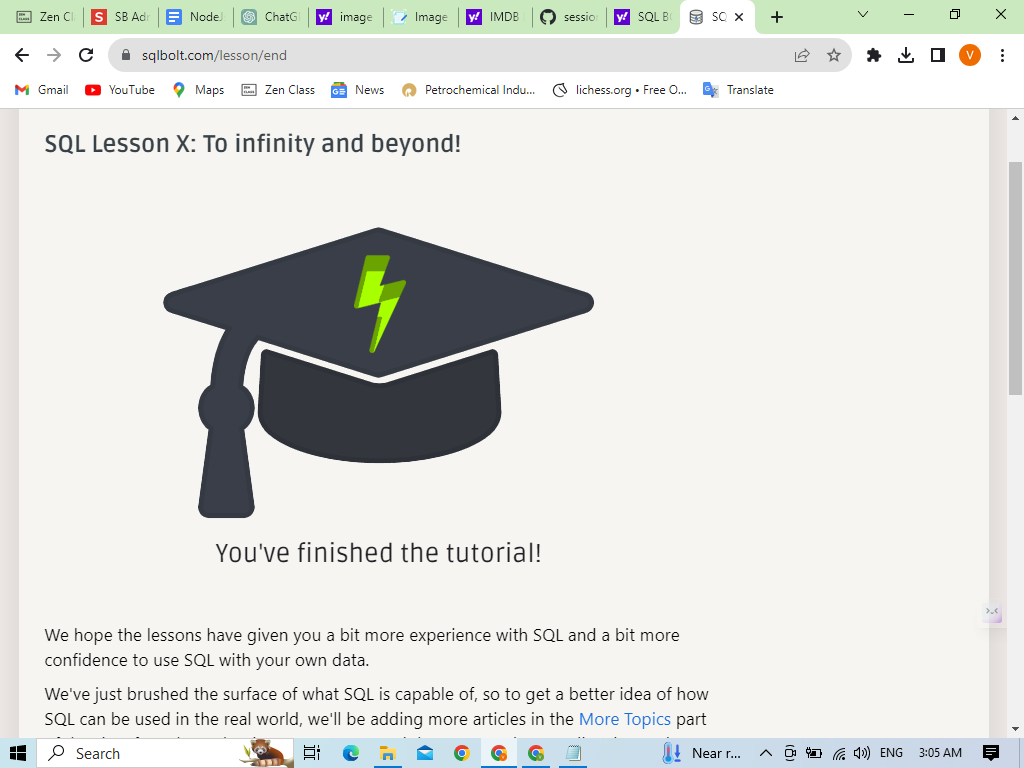 Zen Cl
SB Adm
NodeJ
ChatG
image
Image
IMDB
sessio
SQL B
SC
sqlbolt.com/lesson/end
V
Gmail
YouTube
Maps
Zen Class
News
Petrochemical Indu...
lichess.org • Free O...
Translate
SQL Lesson X: To infinity and beyond!
You've finished the tutorial!
We hope the lessons have given you a bit more experience with SQL and a bit more
confidence to use SQL with your own data.
We've just brushed the surface of what SQL is capable of, so to get a better idea of how
SQL can be used in the real world, we'll be adding more articles in the More Topics part
Search
Near r...
ENG
3:05 AM